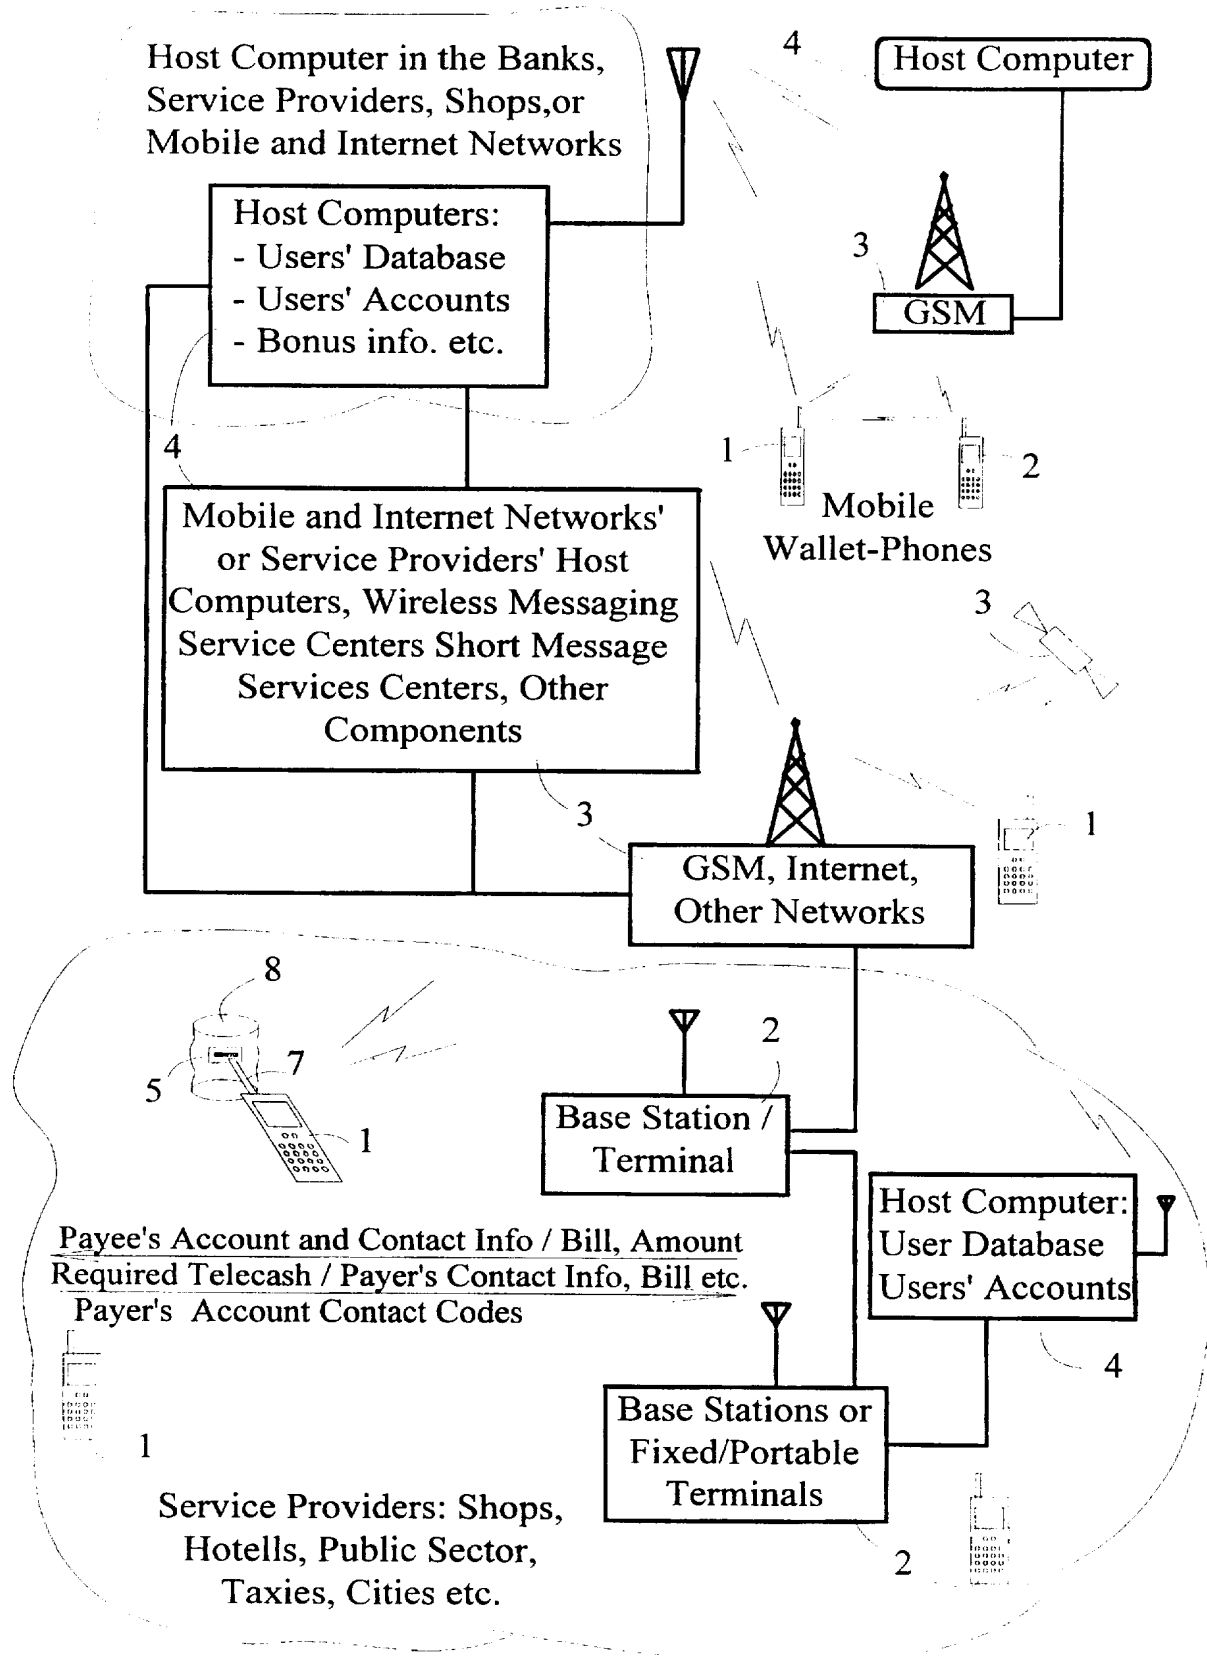 Host Computer in the Banks,
Service Providers, Shops,or
Mobile and Internet Networks
4
Host Computer
Host Computers:
- Users' Database
- Users' Accounts
- Bonus info. etc.
3
GSM
4
1
2
Mobile
Wallet-Phones
Mobile and Internet Networks'
or Service Providers' Host
Computers, Wireless Messaging
Service Centers Short Message
Services Centers, Other
Components
3
3
1
GSM, Internet,
Other Networks
8
5
7
1
2
Base Station /
Terminal
Host Computer:
User Database
Users' Accounts
4
Payee's Account and Contact Info / Bill, Amount
Required Telecash / Payer's Contact Info, Bill etc.
Payer's Account Contact Codes
1
Base Stations or
Fixed/Portable
Terminals
2
Service Providers: Shops,
Hotells, Public Sector,
Taxies, Cities etc.